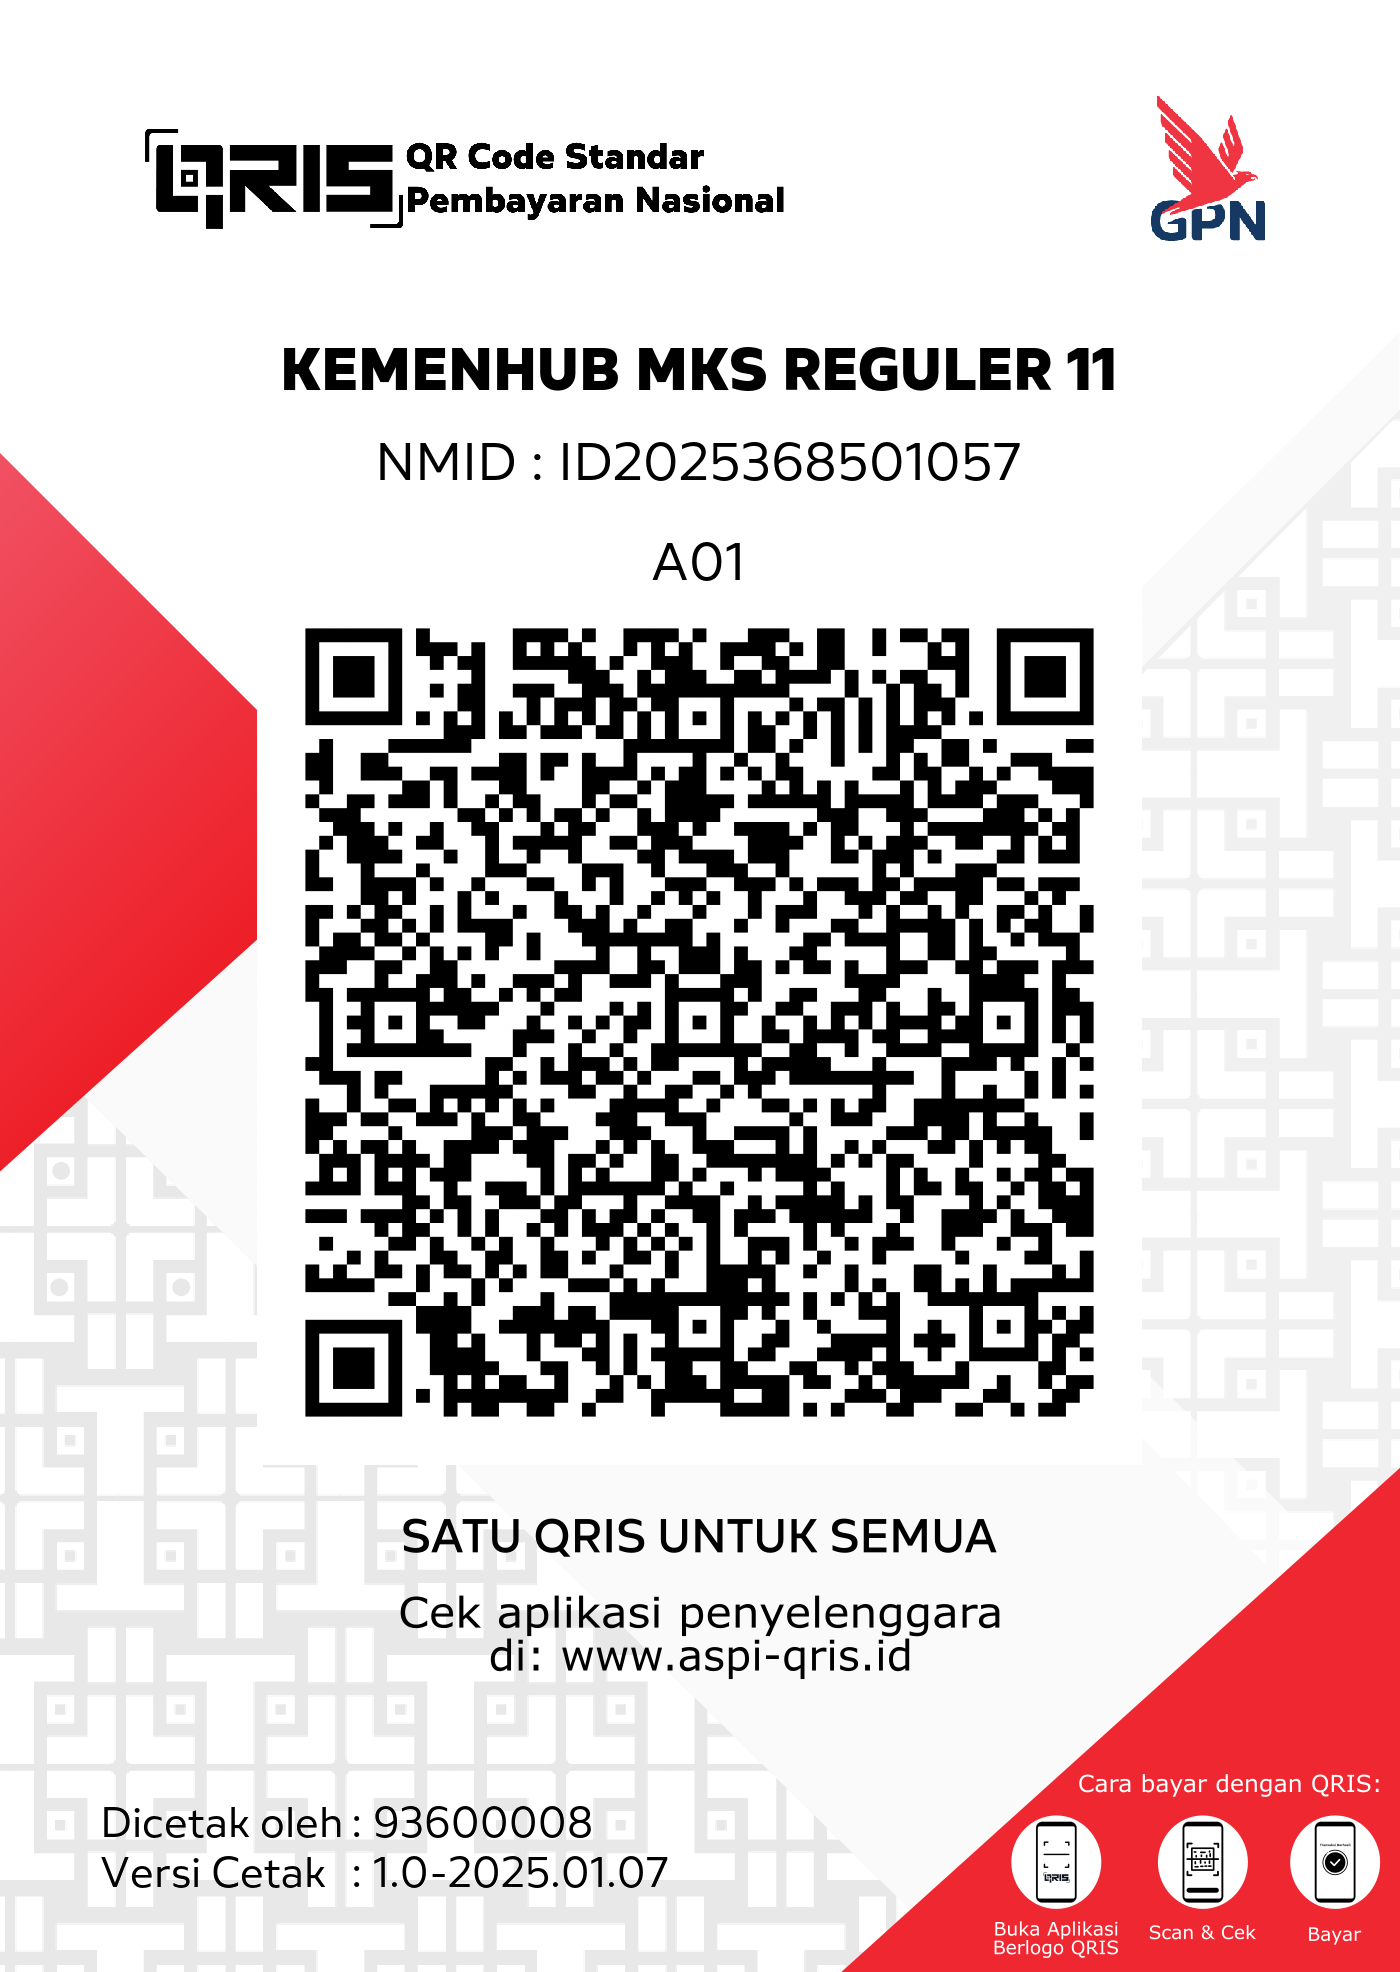 QRIS QR Code Standar
Pembayaran Nasional
GPN
KEMENHUB MKS REGULER 11
NMID : ID2025368501057
A01
SATU QRIS UNTUK SEMUA
Cek aplikasi penyelenggara
di: www.aspi-qris.id
Dicetak oleh : 93600008
Versi Cetak : 1.0-2025.01.07
Cara bayar dengan QRIS:
QRIS
Buka Aplikasi
Berlogo QRIS
Scan & Cek
Bayar